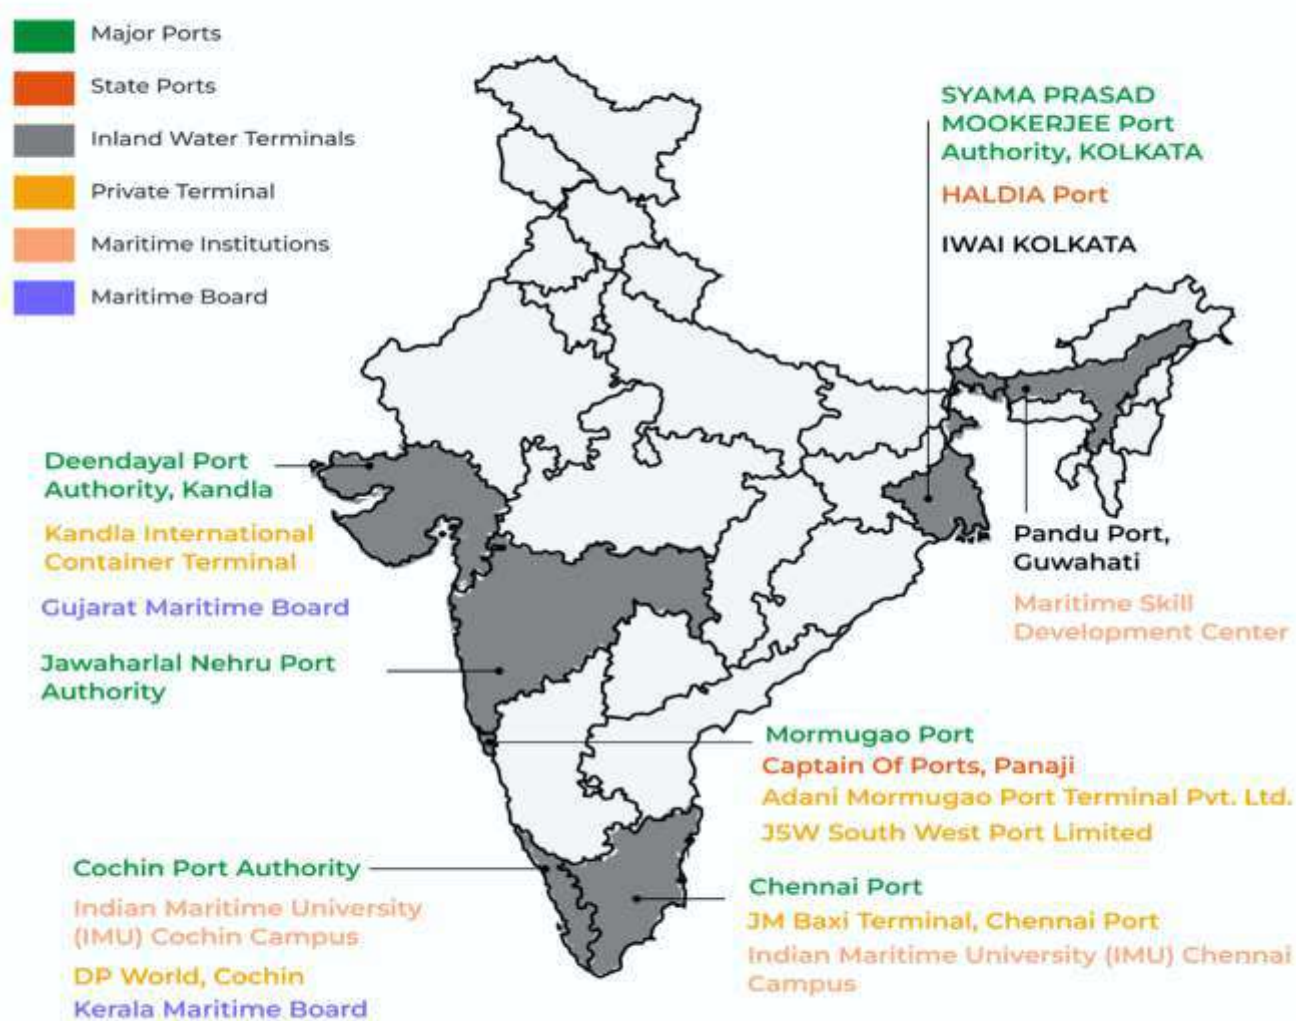 Major Ports
State Ports
Inland Water Terminals
Private Terminal
Maritime Institutions
Maritime Board
SYAMA PRASAD
MOOKERJEE Port
Authority, KOLKATA
HALDIA Port
IWAI KOLKATA
Deendayal Port
Authority, Kandla
Kandla International
Container Terminal
Gujarat Maritime Board
Jawaharlal Nehru Port
Authority
Pandu Port,
Guwahati
Maritime Skill
Development Center
Mormugao Port
Captain Of Ports, Panaji
Adani Mormugao Port Terminal Pvt. Ltd.
JSW South West Port Limited
Cochin Port Authority
Indian Maritime University
(IMU) Cochin Campus
DP World, Cochin
Kerala Maritime Board
Chennai Port
JM Baxi Terminal, Chennai Port
Indian Maritime University (IMU) Chennai
Campus